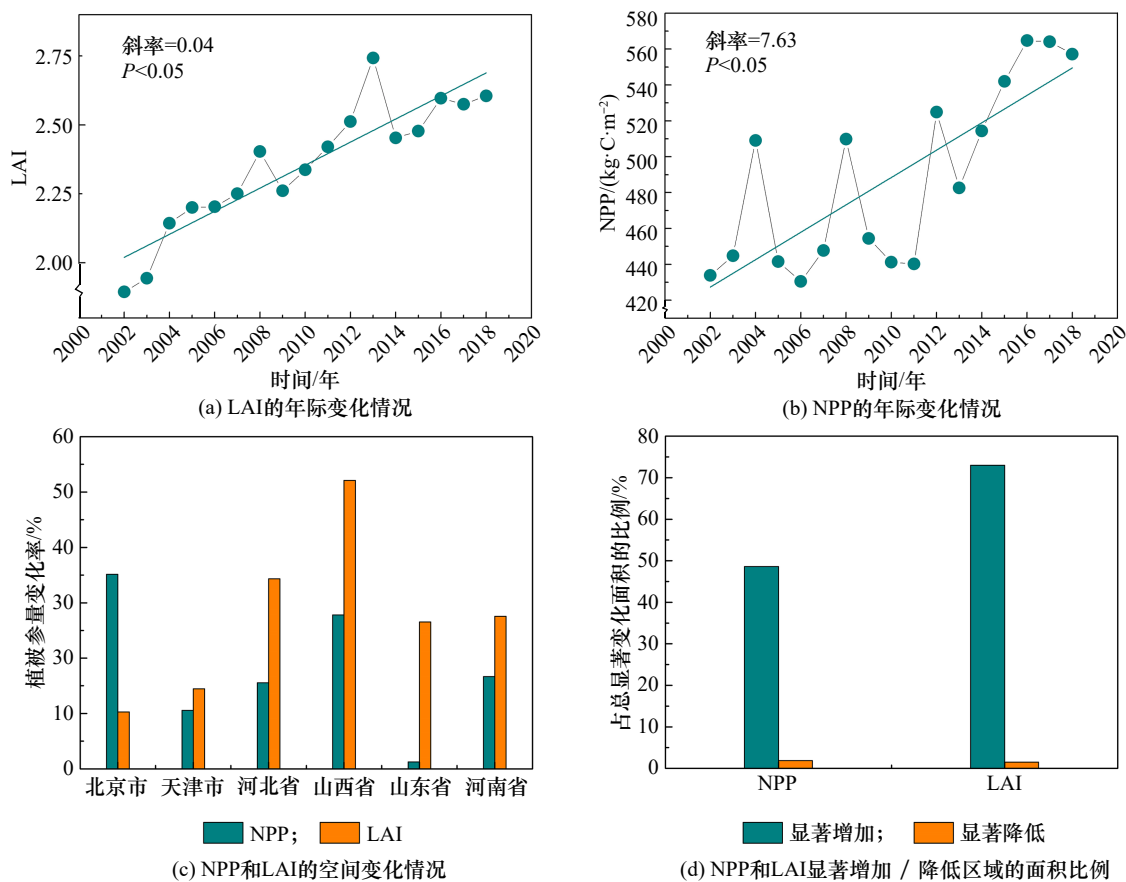 斜率=0.04
P<0.05
LAI
2.75
2.50
2.25
2.00
2000 2002 2004 2006 2008 2010 2012 2014 2016 2018 2020
时间/年
(a) LAI的年际变化情况
斜率=7.63
P<0.05
NPP/(kg·C·m⁻²)
580
560
540
520
500
460
440
420
2000 2002 2004 2006 2008 2010 2012 2014 2016 2018 2020
时间/年
(b) NPP的年际变化情况
植被参量变化率/%
60
50
30
30
10
0
北京市 天津市 河北省 山西省 山东省 河南省
NPP; LAI
(c) NPP和LAI的空间变化情况
占总显著变化面积的比例/%
80
70
60
50
40
30
20
10
0
NPP LAI
显著增加; 显著降低
(d) NPP和LAI显著增加 / 降低区域的面积比例